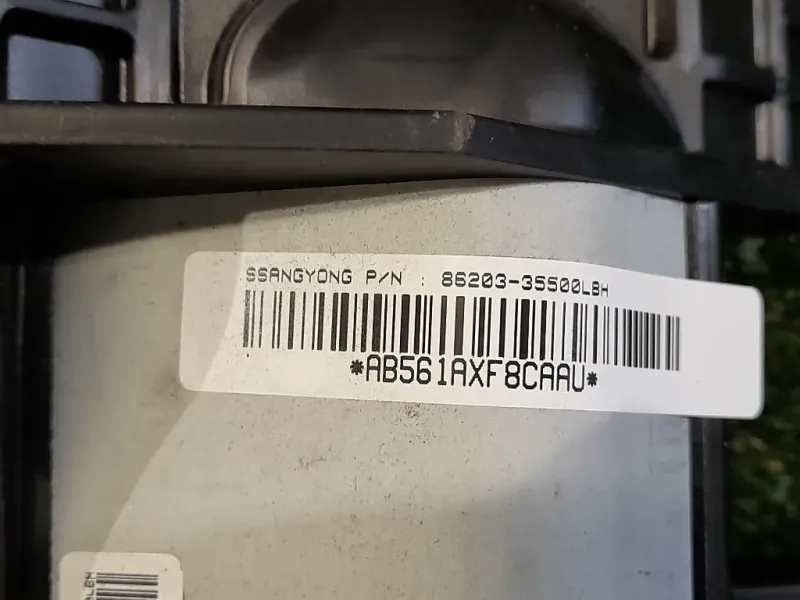 SSANGYONG P/N : 86203-35500LBH
*AB561AXF8CAAU*